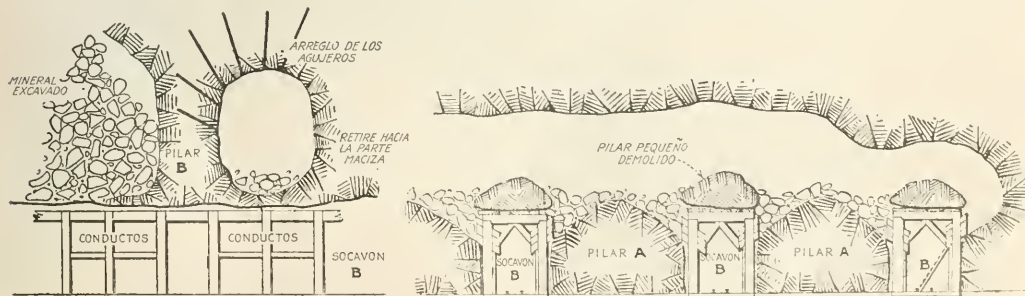 ARREGLO DE LOS
AGUJEROS
MINERAL
EXCAVADO
PILAR
B
RETIRE HACIA
LA PARTE
MACIZA
CONDUCTOS
CONDUCTOS
SOCAVON
B
PILAR PEQUEÑO
DEMOLIDO
SOCAVON
B
PILAR A
SOCAVON
B
PILAR A
B